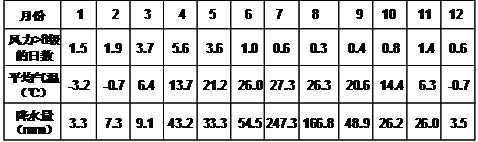 月份 1 2 3 4 5 6 7 8 9 10 11 12
风力>8级
的日数 1.5 1.9 3.7 5.6 3.6 1.0 0.6 0.3 0.4 0.8 1.4 0.6
平均气温
(℃) -3.2 -0.7 6.4 13.7 21.2 26.0 27.3 26.3 20.6 14.4 6.3 -0.7
降水量
(mm) 3.3 7.3 9.1 43.2 33.3 54.5 247.3 166.8 48.9 26.2 26.0 3.5